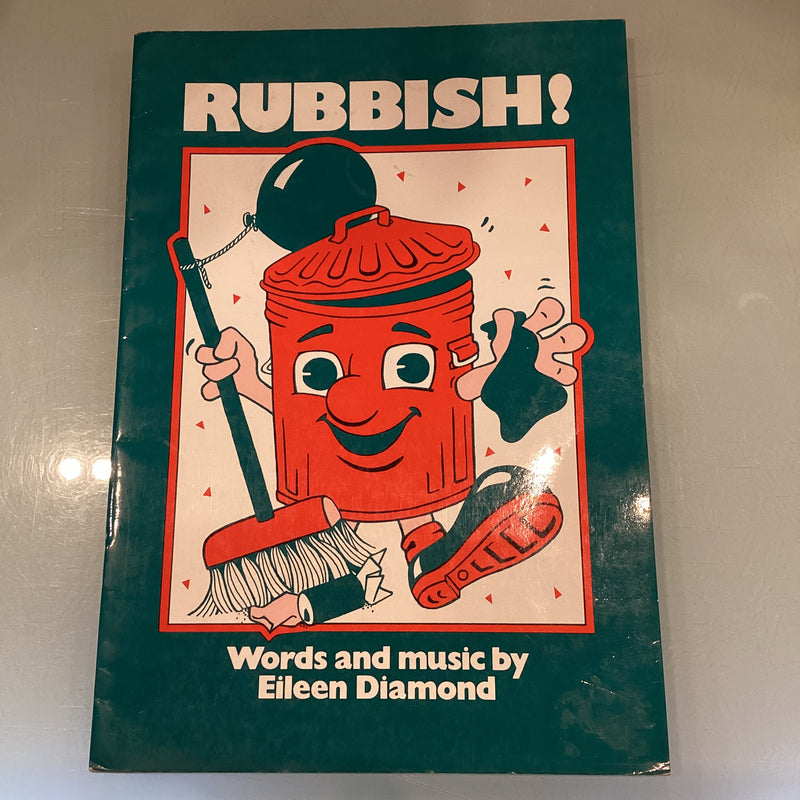 RUBBISH!
Words and music by
Eileen Diamond